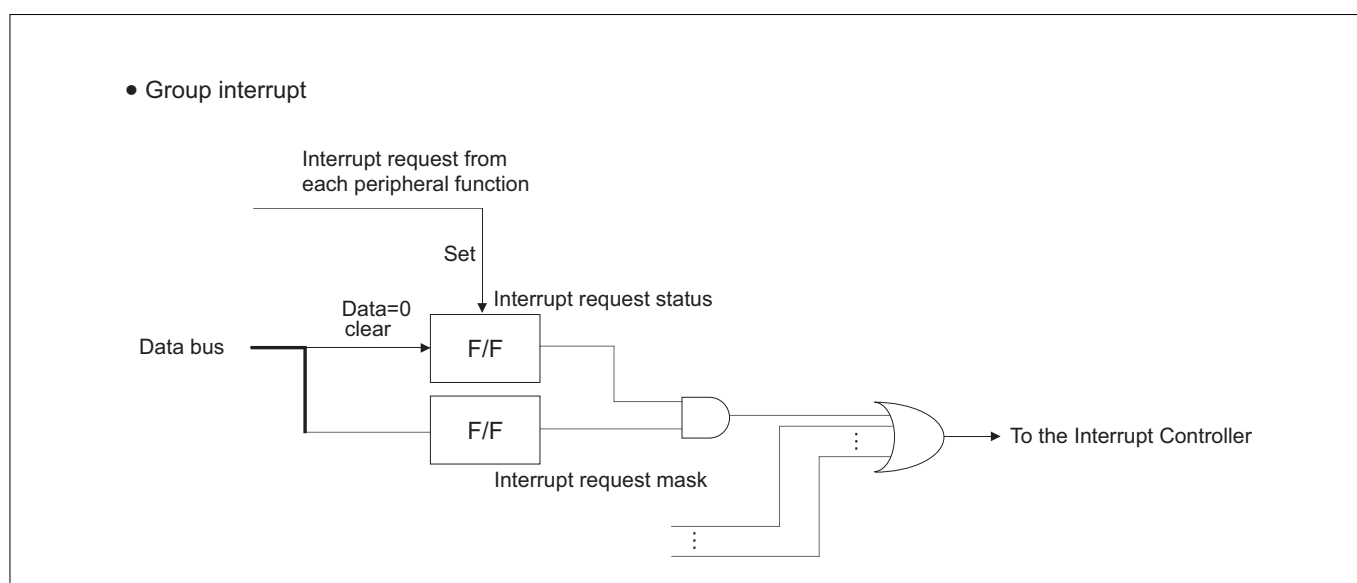 • Group interrupt
Interrupt request from
each peripheral function
Set
Interrupt request status
Data=0
clear
Data bus
F/F
F/F
Interrupt request mask
To the Interrupt Controller